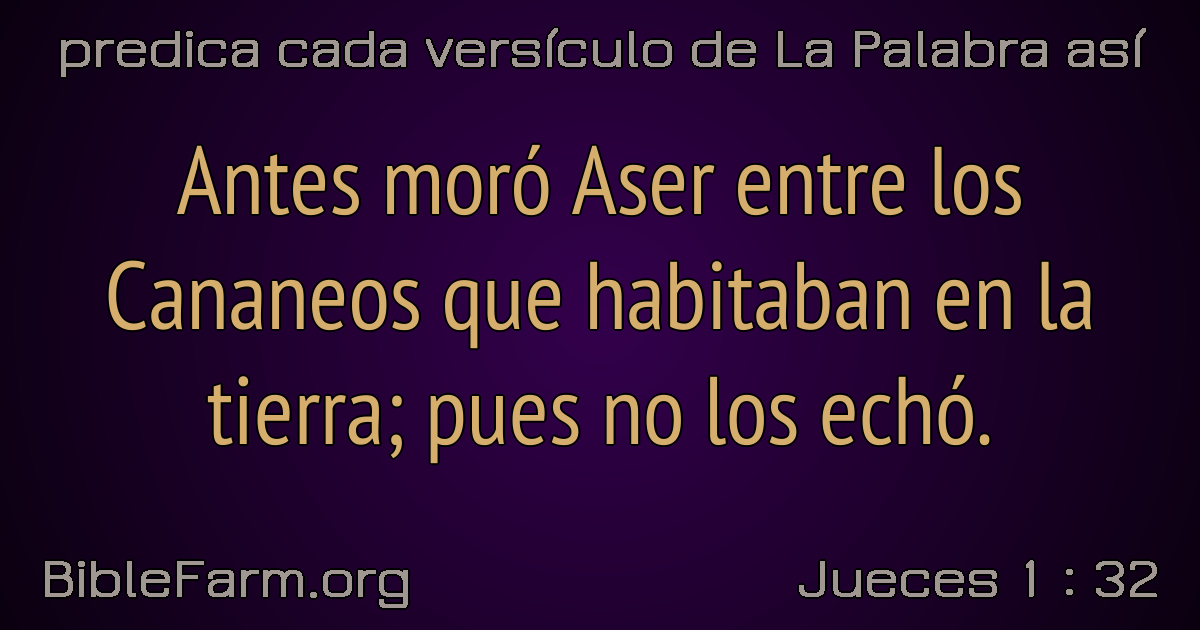 predica cada versículo de La Palabra así
Antes moró Aser entre los
Cananeos que habitaban en la
tierra; pues no los echó.
BibleFarm.org
Jueces 1 : 32